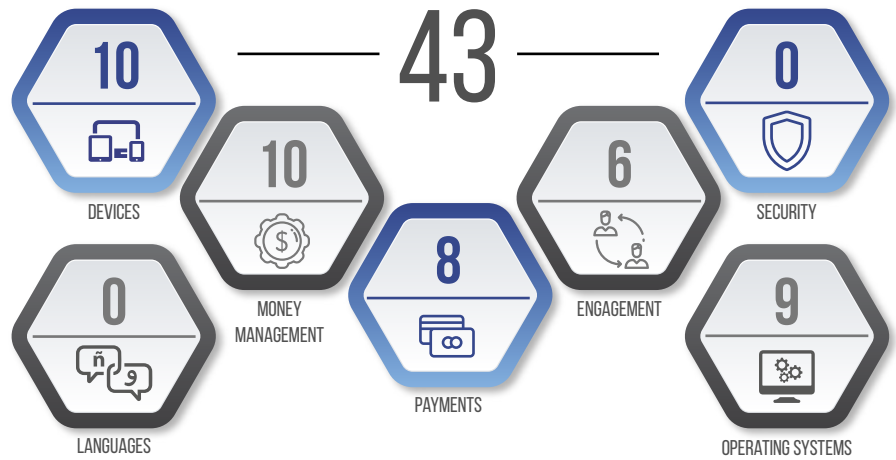 43
10
DEVICES
0
SECURITY
10
MONEY
MANAGEMENT
6
ENGAGEMENT
8
PAYMENTS
0
ñ
و
LANGUAGES
9
OPERATING SYSTEMS
$